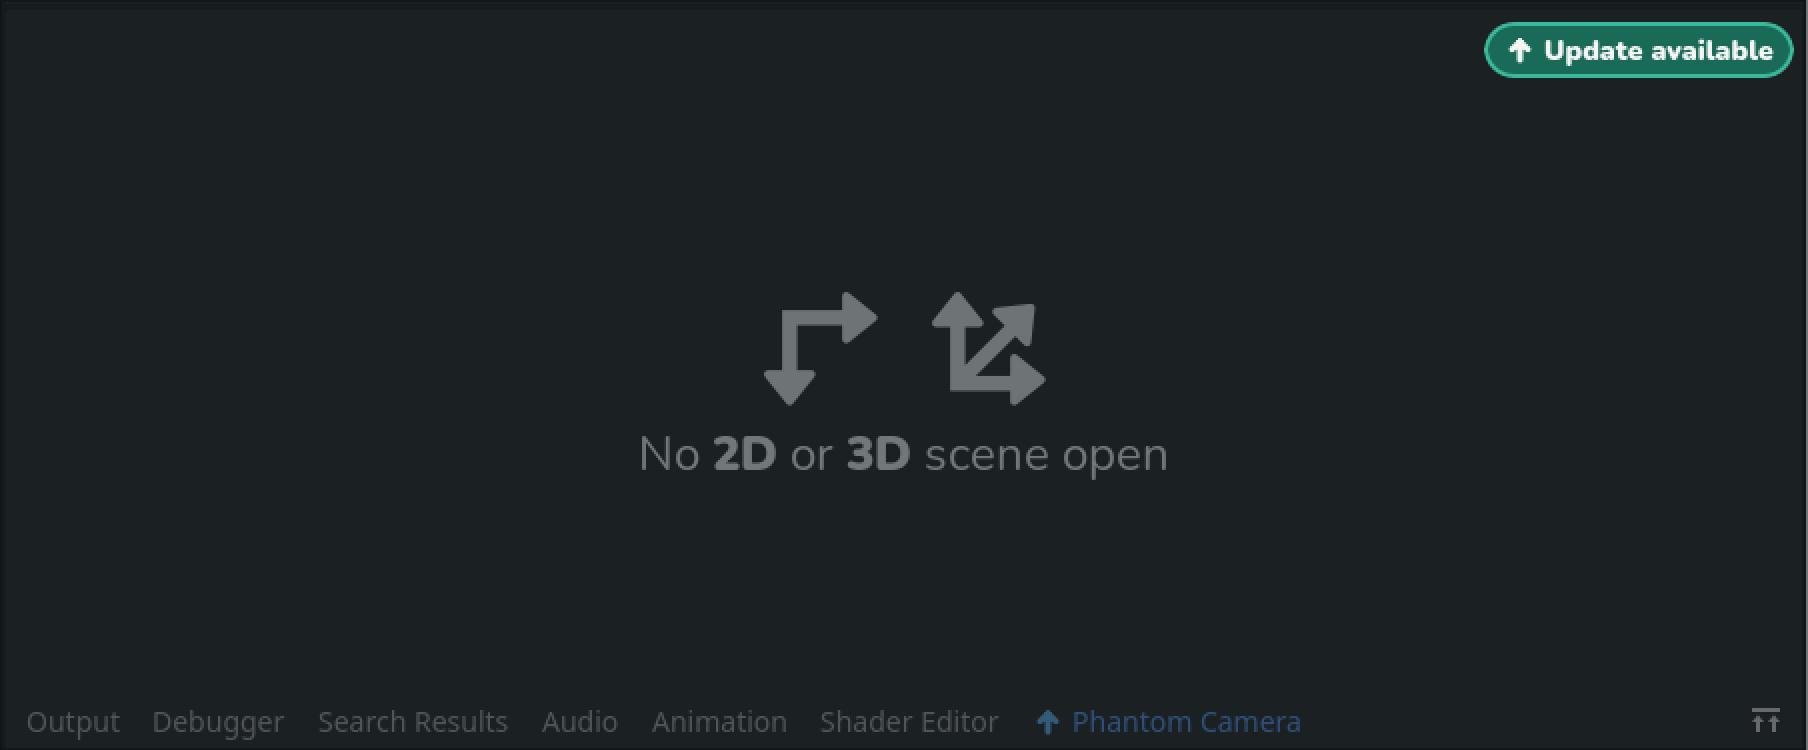 Update available
No 2D or 3D scene open
Output Debugger Search Results Audio Animation Shader Editor Phantom Camera